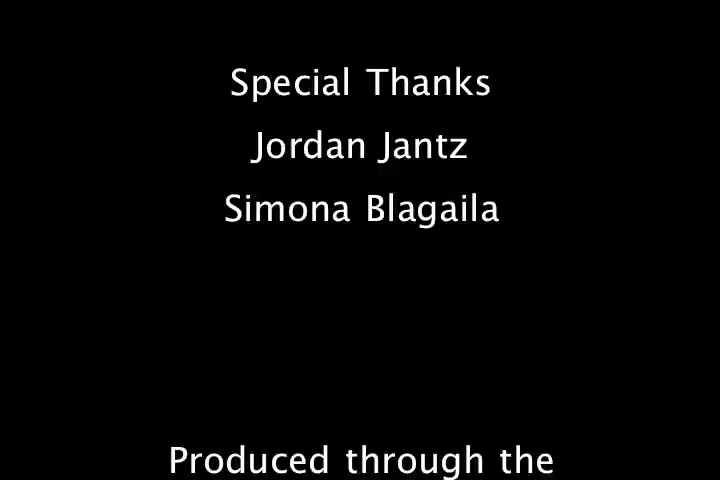 Special Thanks
Jordan Jantz
Simona Blagaila
Produced through the